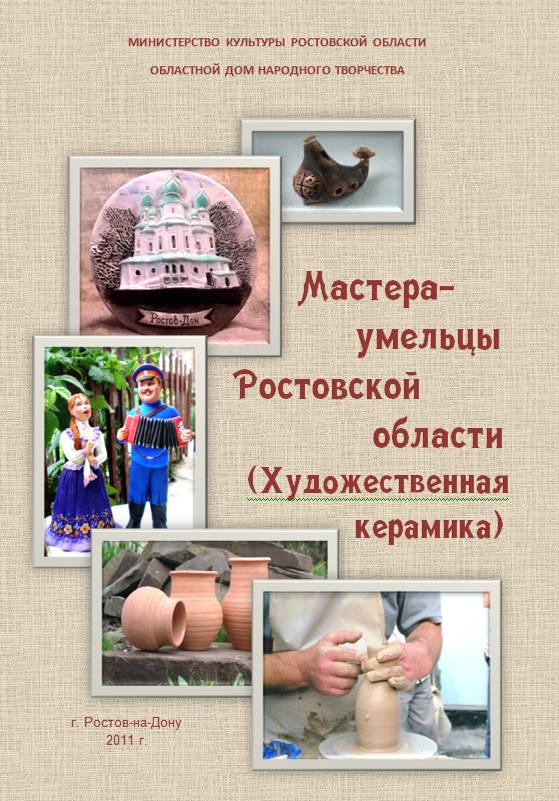 МИНИСТЕРСТВО КУЛЬТУРЫ РОСТОВСКОЙ ОБЛАСТИ
ОБЛАСТНОЙ ДОМ НАРОДНОГО ТВОРЧЕСТВА
Ростов-Дон
Мастера-
умельцы
Ростовской
области
(Художественная
керамика)
г. Ростов-на-Дону
2011 г.